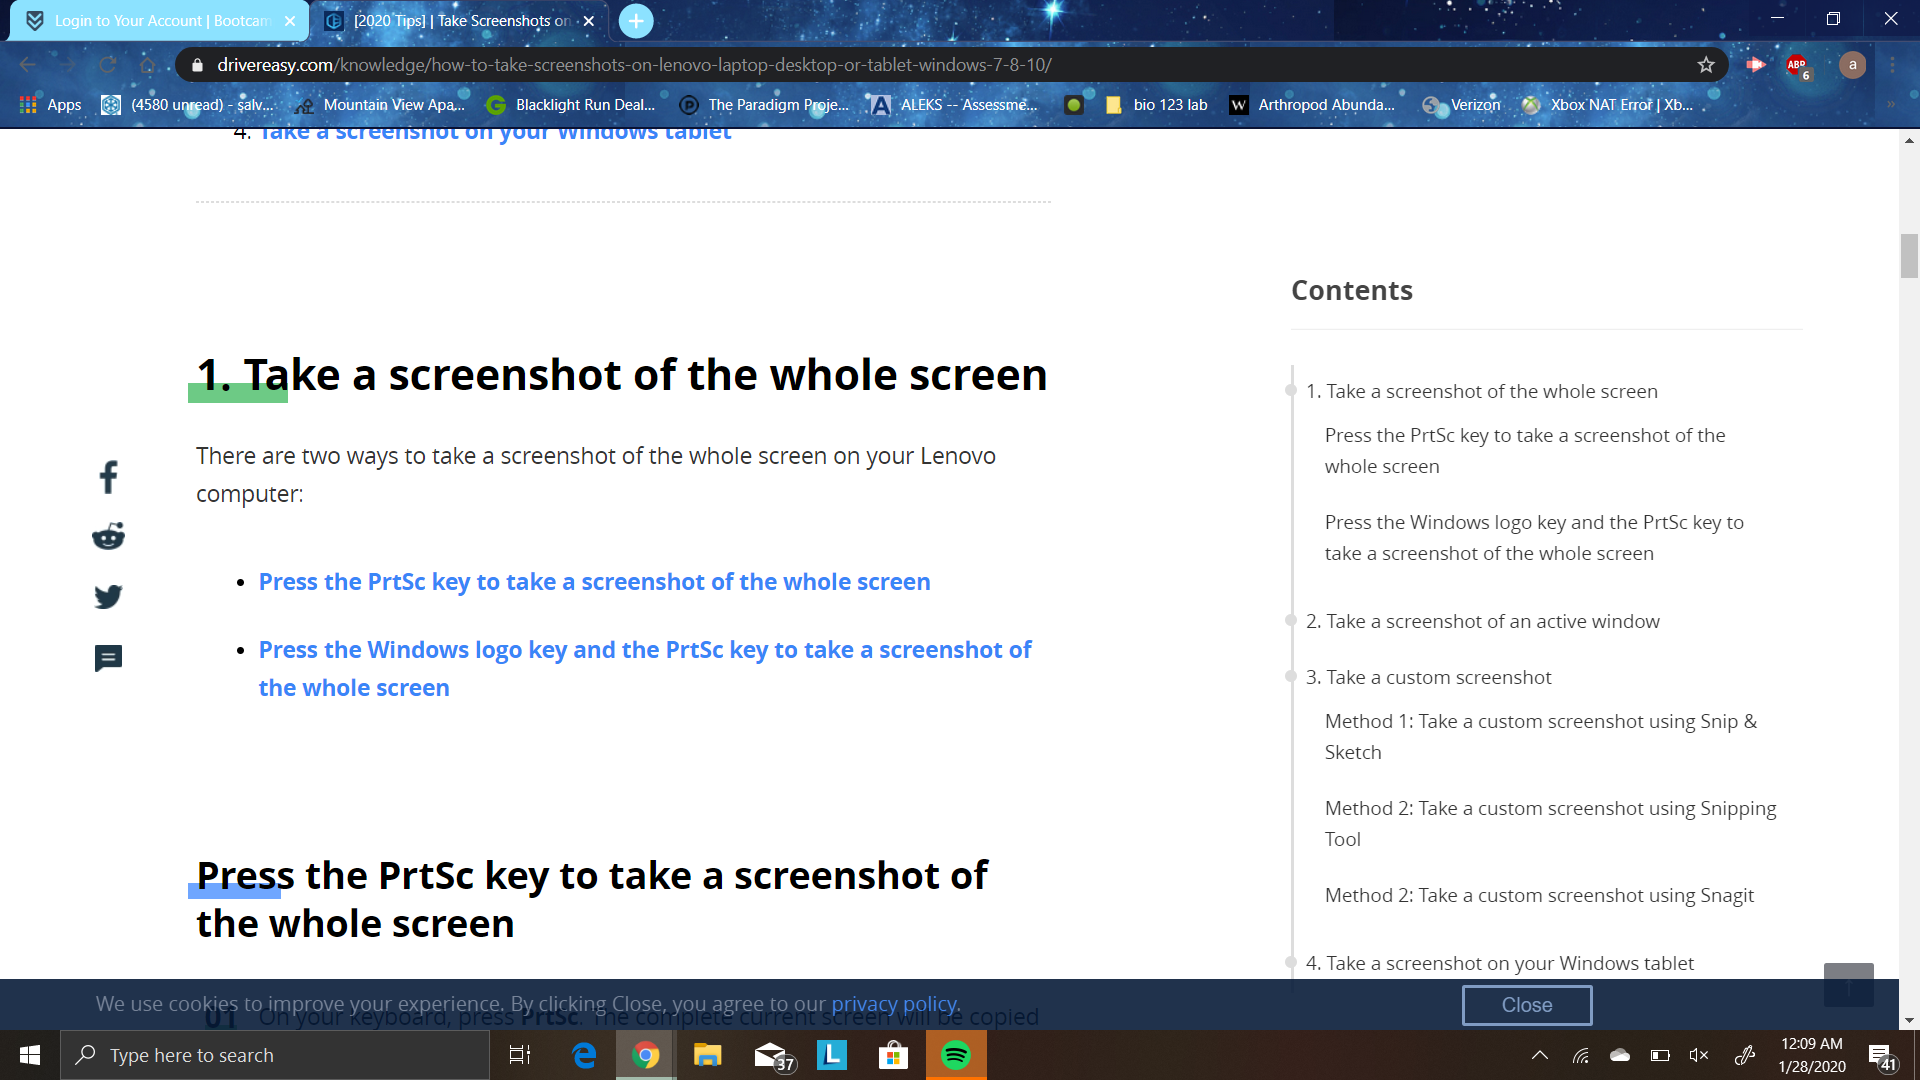 Login to Your Account | Bootcam
[2020 Tips] | Take Screenshots on
drivereasy.com/knowledge/how-to-take-screenshots-on-lenovo-laptop-desktop-or-tablet-windows-7-8-10/
ABP
6
a
Apps
(4580 unread) - salv...
Mountain View Apa...
Blacklight Run Deal...
The Paradigm Proje...
ALEKS -- Assessme...
bio 123 lab
W
Arthropod Abunda...
Verizon
Xbox NAT Error | Xb...
»
4. Take a screenshot on your Windows tablet
1. Take a screenshot of the whole screen
There are two ways to take a screenshot of the whole screen on your Lenovo
computer:
• Press the PrtSc key to take a screenshot of the whole screen
• Press the Windows logo key and the PrtSc key to take a screenshot of
the whole screen
Press the PrtSc key to take a screenshot of
the whole screen
01 On your keyboard, press PrtSc. The complete current screen will be copied
Contents
1. Take a screenshot of the whole screen
Press the PrtSc key to take a screenshot of the
whole screen
Press the Windows logo key and the PrtSc key to
take a screenshot of the whole screen
2. Take a screenshot of an active window
3. Take a custom screenshot
Method 1: Take a custom screenshot using Snip &
Sketch
Method 2: Take a custom screenshot using Snipping
Tool
Method 2: Take a custom screenshot using Snagit
4. Take a screenshot on your Windows tablet
We use cookies to improve your experience. By clicking Close, you agree to our privacy policy.
Close
Type here to search
37
L
12:09 AM
1/28/2020
41